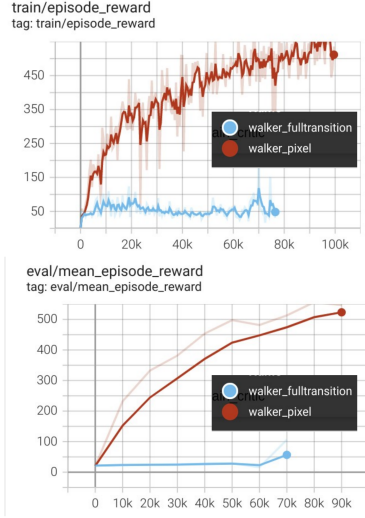 train/episode_reward
tag: train/episode_reward
450
350
250
150
50
walker_fulltransition
walker_pixel
0 20k 40k 60k 80k 100k
eval/mean_episode_reward
tag: eval/mean_episode_reward
500
400
300
200
100
0
walker_fulltransition
walker_pixel
0 10k 20k 30k 40k 50k 60k 70k 80k 90k